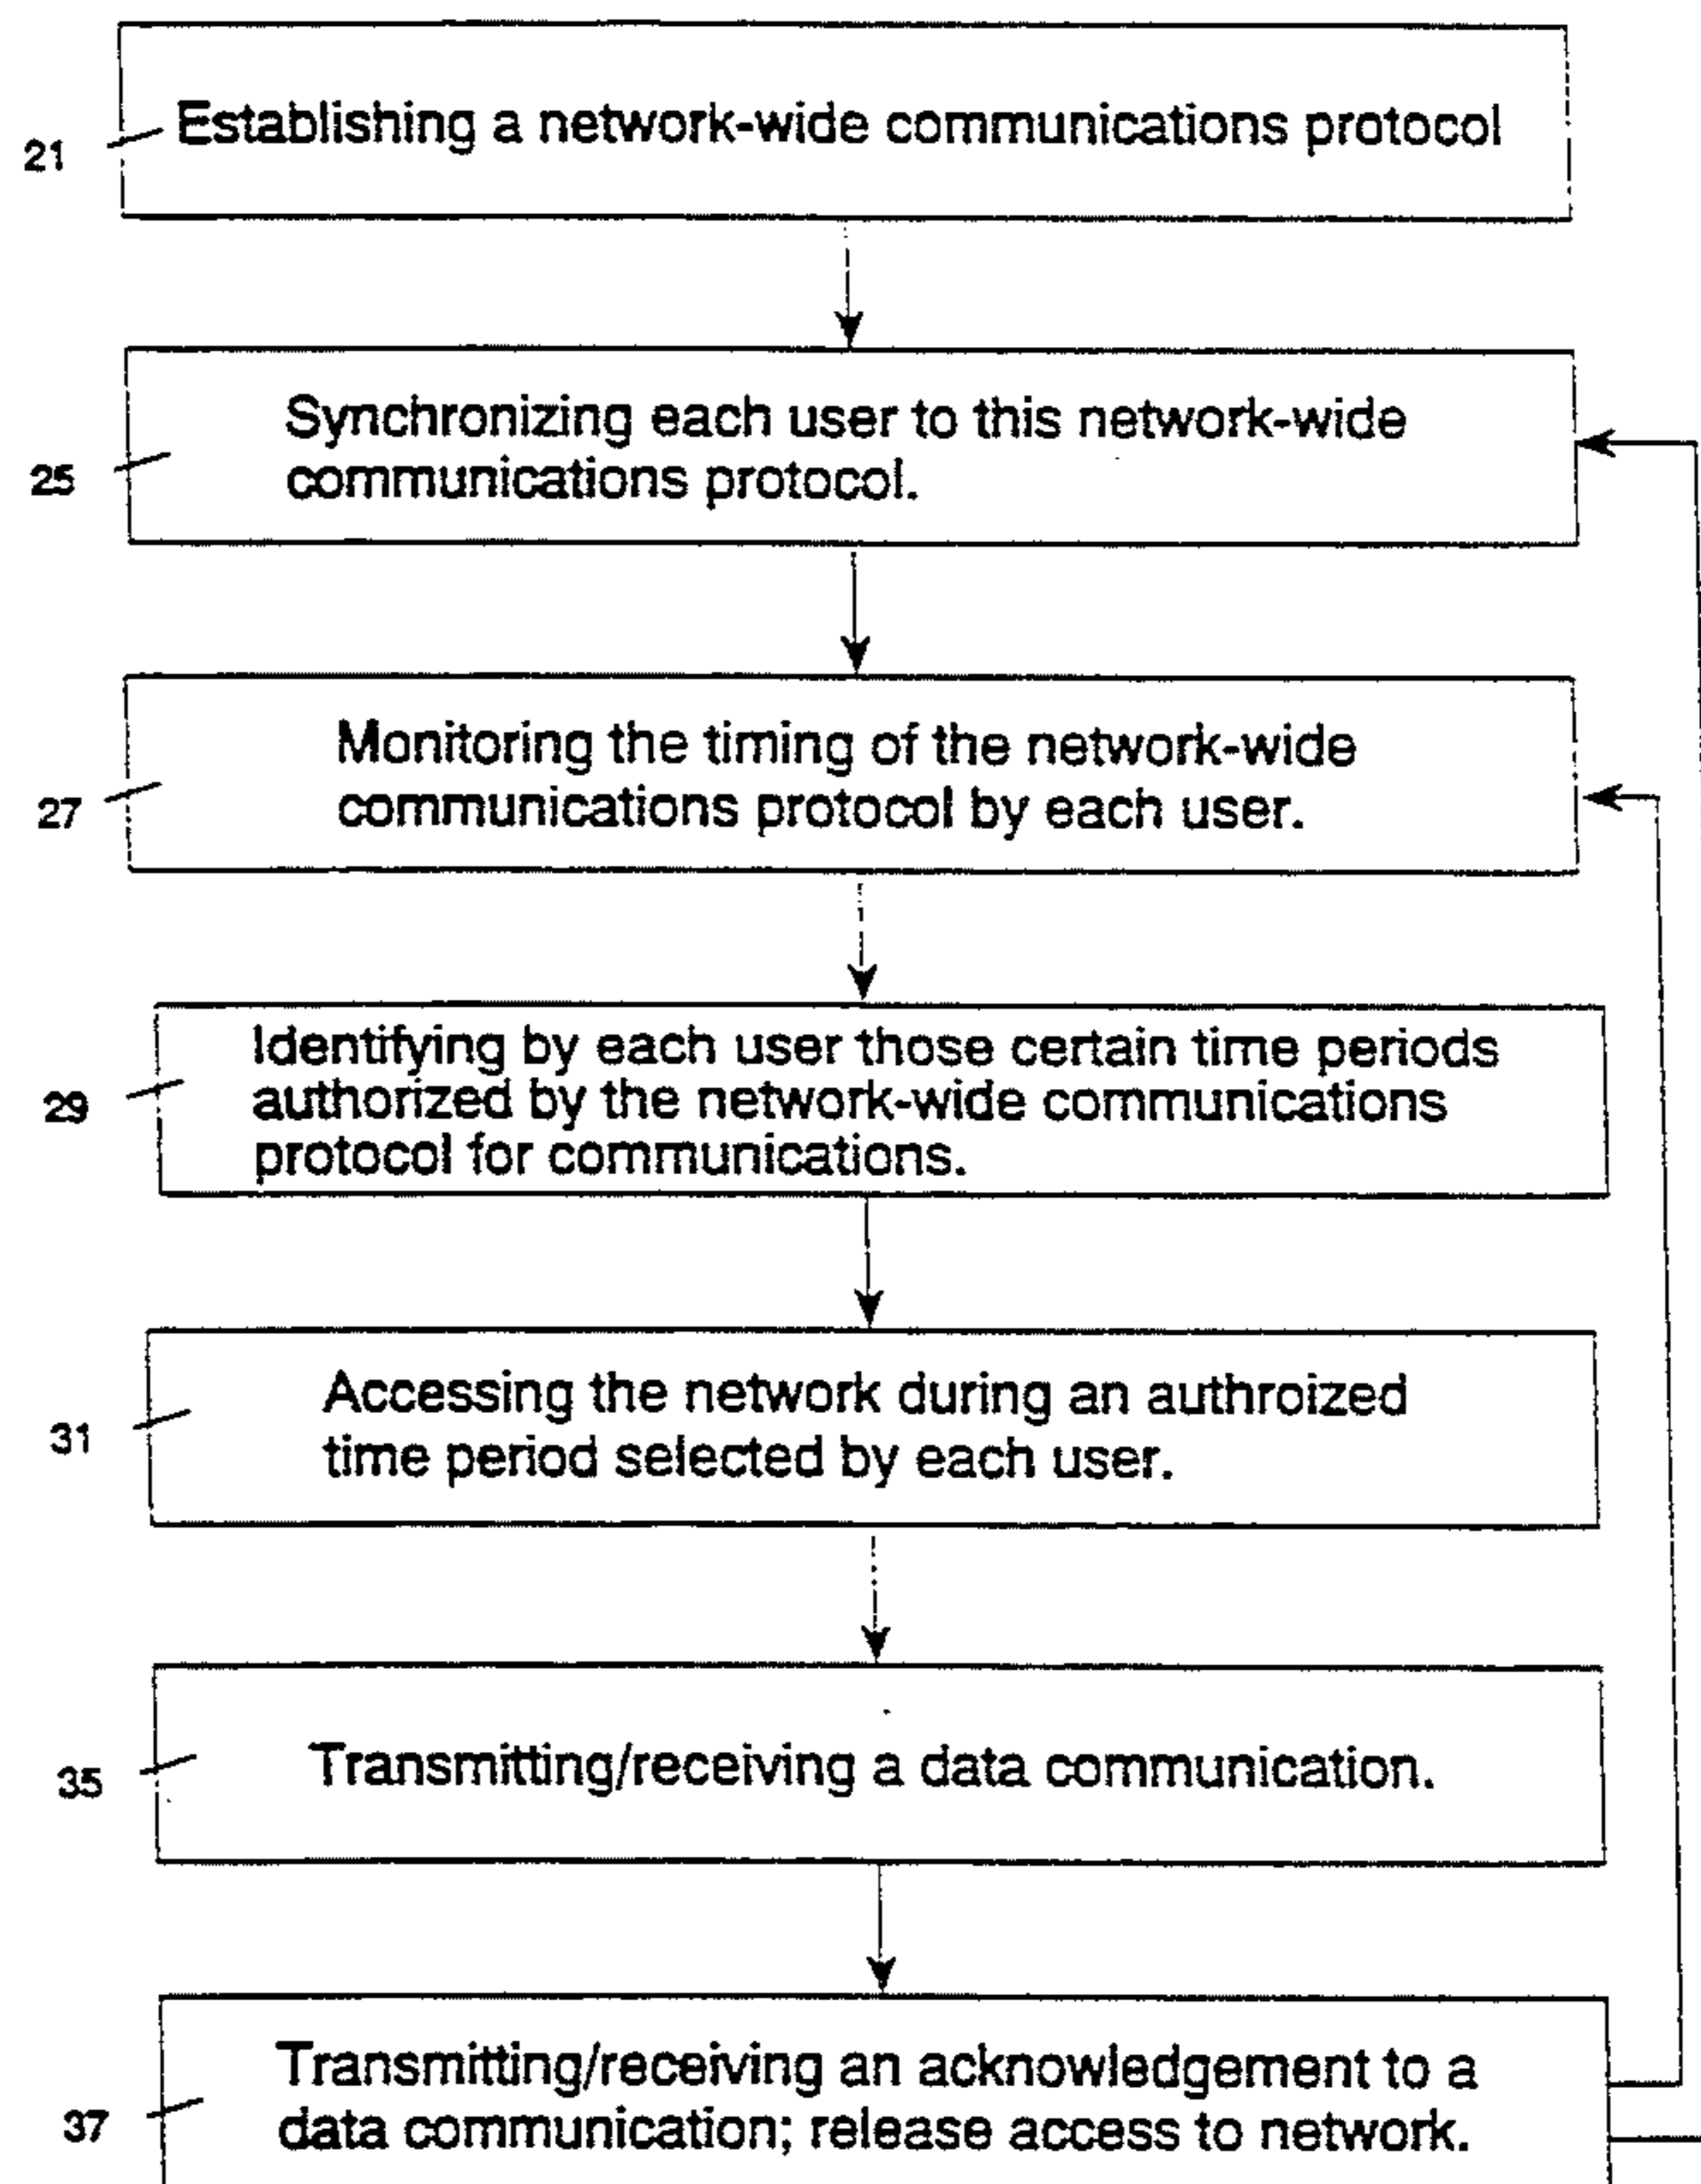 Establishing a network-wide communications protocol
21
Synchronizing each user to this network-wide
communications protocol.
25
Monitoring the timing of the network-wide
communications protocol by each user.
27
Identifying by each user those certain time periods
authorized by the network-wide communications
protocol for communications.
29
Accessing the network during an authroized
time period selected by each user.
31
Transmitting/receiving a data communication.
35
Transmitting/receiving an acknowledgement to a
data communication; release access to network.
37